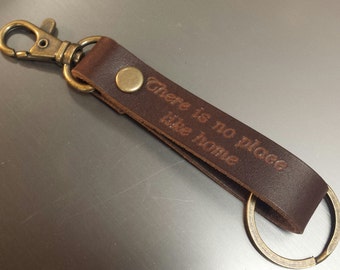 There is no place
like home